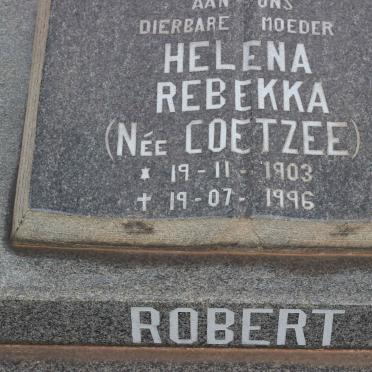 AAN ONS
DIERBARE MOEDER
HELENA
REBEKKA
(NÉE COETZEE)
* 19-11-1903
✝ 19-07-1996
ROBERT